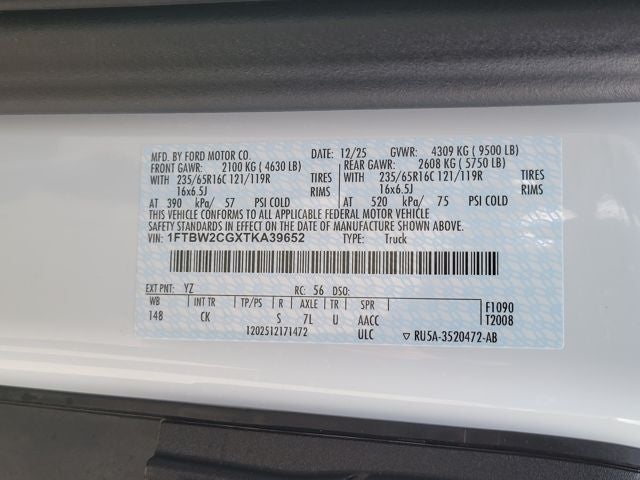 MFD. BY FORD MOTOR CO. DATE: 12/25 GVWR: 4309 KG ( 9500 LB)
FRONT GAWR: 2100 KG ( 4630 LB) REAR GAWR: 2608 KG ( 5750 LB)
WITH 235/65R16C 121/119R TIRES WITH 235/65R16C 121/119R TIRES
16x6.5J RIMS 16x6.5J RIMS
AT 390 kPa/ 57 PSI COLD AT 520 kPa/ 75 PSI COLD
THIS VEHICLE CONFORMS TO ALL APPLICABLE FEDERAL MOTOR VEHICLE
SAFETY STANDARDS IN EFFECT ON THE DATE OF MANUFACTURE SHOWN ABOVE.
VIN: 1FTBW2CGXTKA39652 TYPE: Truck
EXT PNT: YZ RC: 56 DSO:
WB INT TR TP/PS R AXLE TR SPR F1090
148 CK S 7L U AACC T2008
1202512171472 ULC ▽ RU5A-3520472-AB